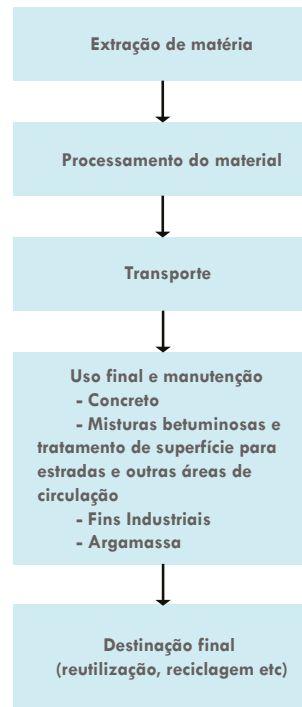 Extração de matéria
Processamento do material
Transporte
Uso final e manutenção
- Concreto
- Misturas betuminosas e
tratamento de superfície para
estradas e outras áreas de
circulação
- Fins Industriais
- Argamassa
Destinação final
(reutilização, reciclagem etc)